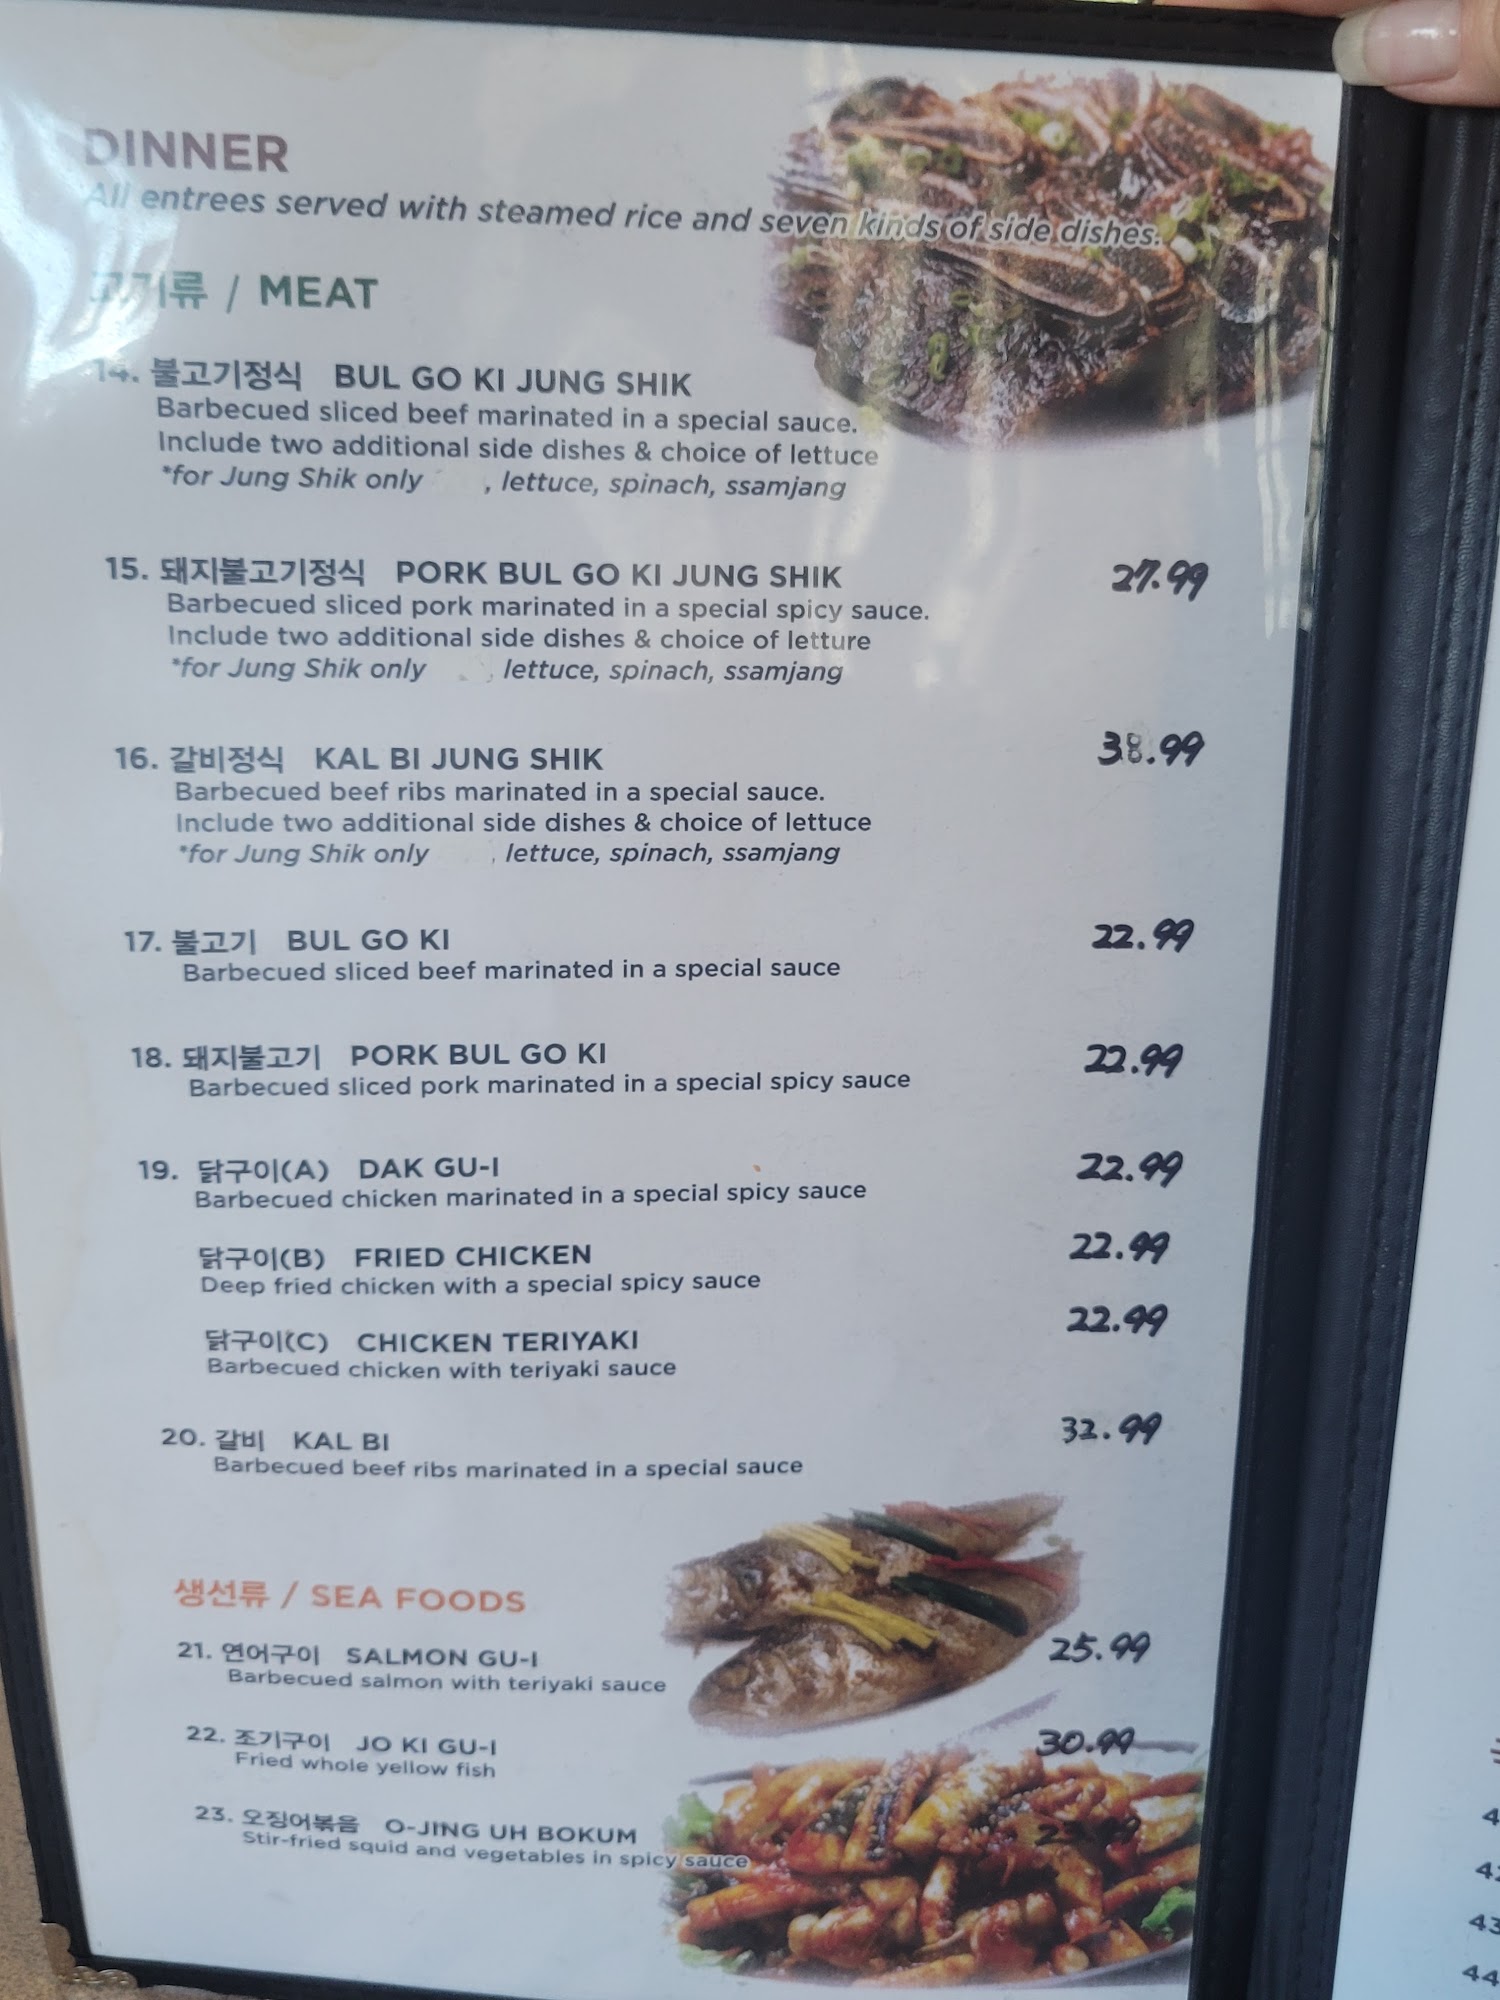 DINNER
All entrees served with steamed rice and seven kinds of side dishes.
고기류 / MEAT
14. 불고기정식 BUL GO KI JUNG SHIK
Barbecued sliced beef marinated in a special sauce.
Include two additional side dishes & choice of lettuce
*for Jung Shik only , lettuce, spinach, ssamjang
15. 돼지불고기정식 PORK BUL GO KI JUNG SHIK 27.99
Barbecued sliced pork marinated in a special spicy sauce.
Include two additional side dishes & choice of letture
*for Jung Shik only , lettuce, spinach, ssamjang
16. 갈비정식 KAL BI JUNG SHIK 38.99
Barbecued beef ribs marinated in a special sauce.
Include two additional side dishes & choice of lettuce
*for Jung Shik only , lettuce, spinach, ssamjang
17. 불고기 BUL GO KI 22.99
Barbecued sliced beef marinated in a special sauce
18. 돼지불고기 PORK BUL GO KI 22.99
Barbecued sliced pork marinated in a special spicy sauce
19. 닭구이(A) DAK GU-I 22.99
Barbecued chicken marinated in a special spicy sauce
닭구이(B) FRIED CHICKEN 22.99
Deep fried chicken with a special spicy sauce
닭구이(C) CHICKEN TERIYAKI 22.99
Barbecued chicken with teriyaki sauce
20. 갈비 KAL BI 32.99
Barbecued beef ribs marinated in a special sauce
생선류 / SEA FOODS
21. 연어구이 SALMON GU-I 25.99
Barbecued salmon with teriyaki sauce
22. 조기구이 JO KI GU-I 30.99
Fried whole yellow fish
23. 오징어볶음 O-JING UH BOKUM
Stir-fried squid and vegetables in spicy sauce
43
44